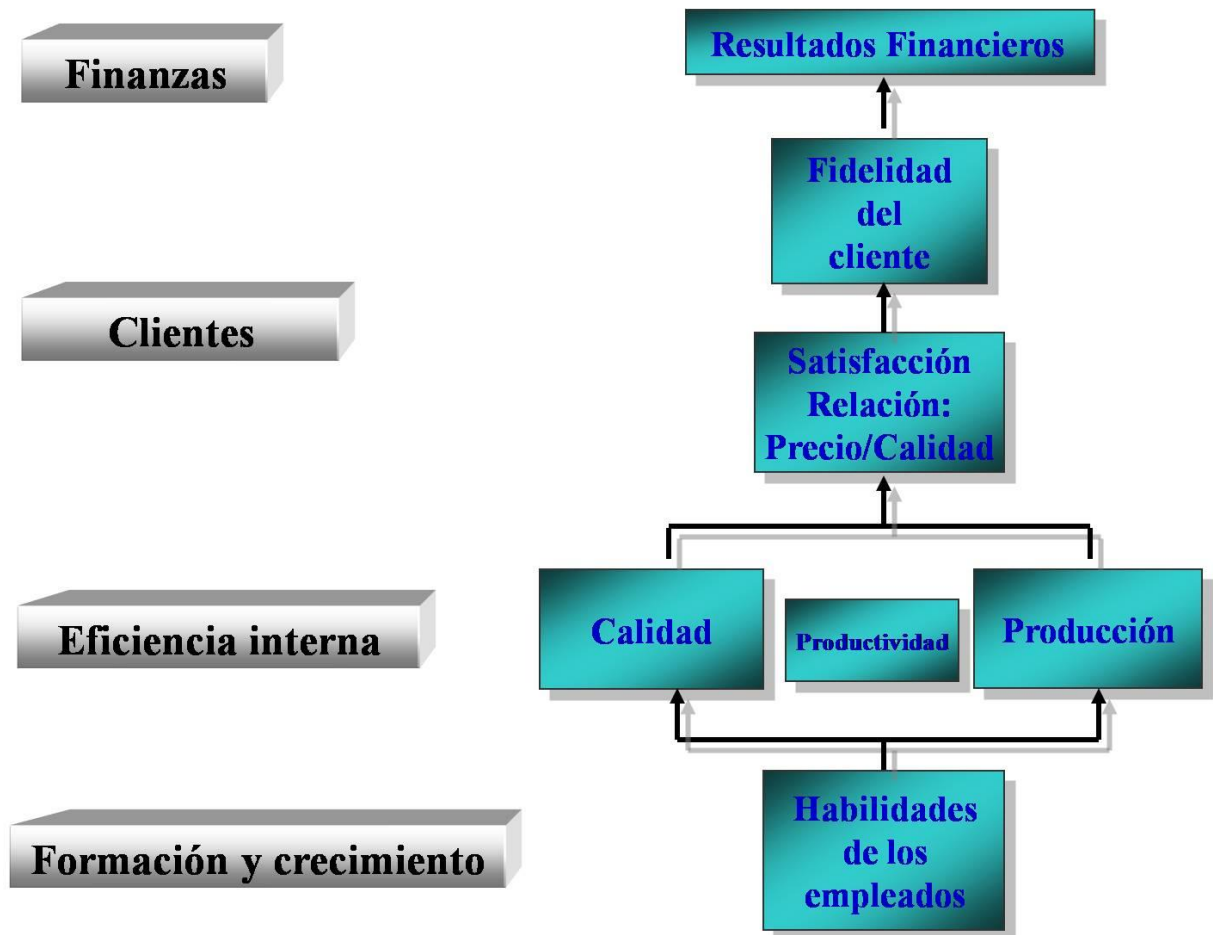 Finanzas
Resultados Financieros
Fidelidad
del
cliente
Clientes
Satisfacción
Relación:
Precio/Calidad
Eficiencia interna
Calidad
Productividad
Producción
Formación y crecimiento
Habilidades
de los
empleados